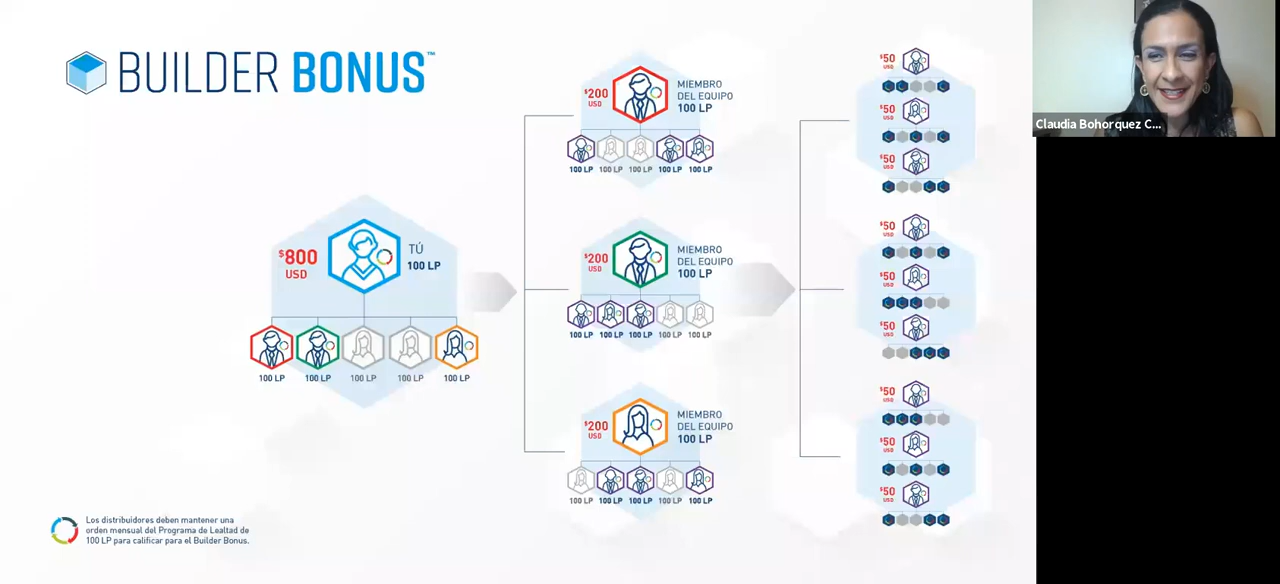 BUILDER BONUS™
$800
USD
TÚ
100 LP
100 LP
100 LP
100 LP
100 LP
100 LP
$200
USD
MIEMBRO
DEL EQUIPO
100 LP
100 LP
100 LP
100 LP
100 LP
100 LP
$200
USD
MIEMBRO
DEL EQUIPO
100 LP
100 LP
100 LP
100 LP
100 LP
100 LP
$200
USD
MIEMBRO
DEL EQUIPO
100 LP
100 LP
100 LP
100 LP
100 LP
100 LP
$50
USD
$50
USD
$50
USD
$50
USD
$50
USD
$50
USD
$50
USD
$50
USD
$50
USD
Los distribuidores deben mantener una
orden mensual del Programa de Lealtad de
100 LP para calificar para el Builder Bonus.
Claudia Bohorquez C...